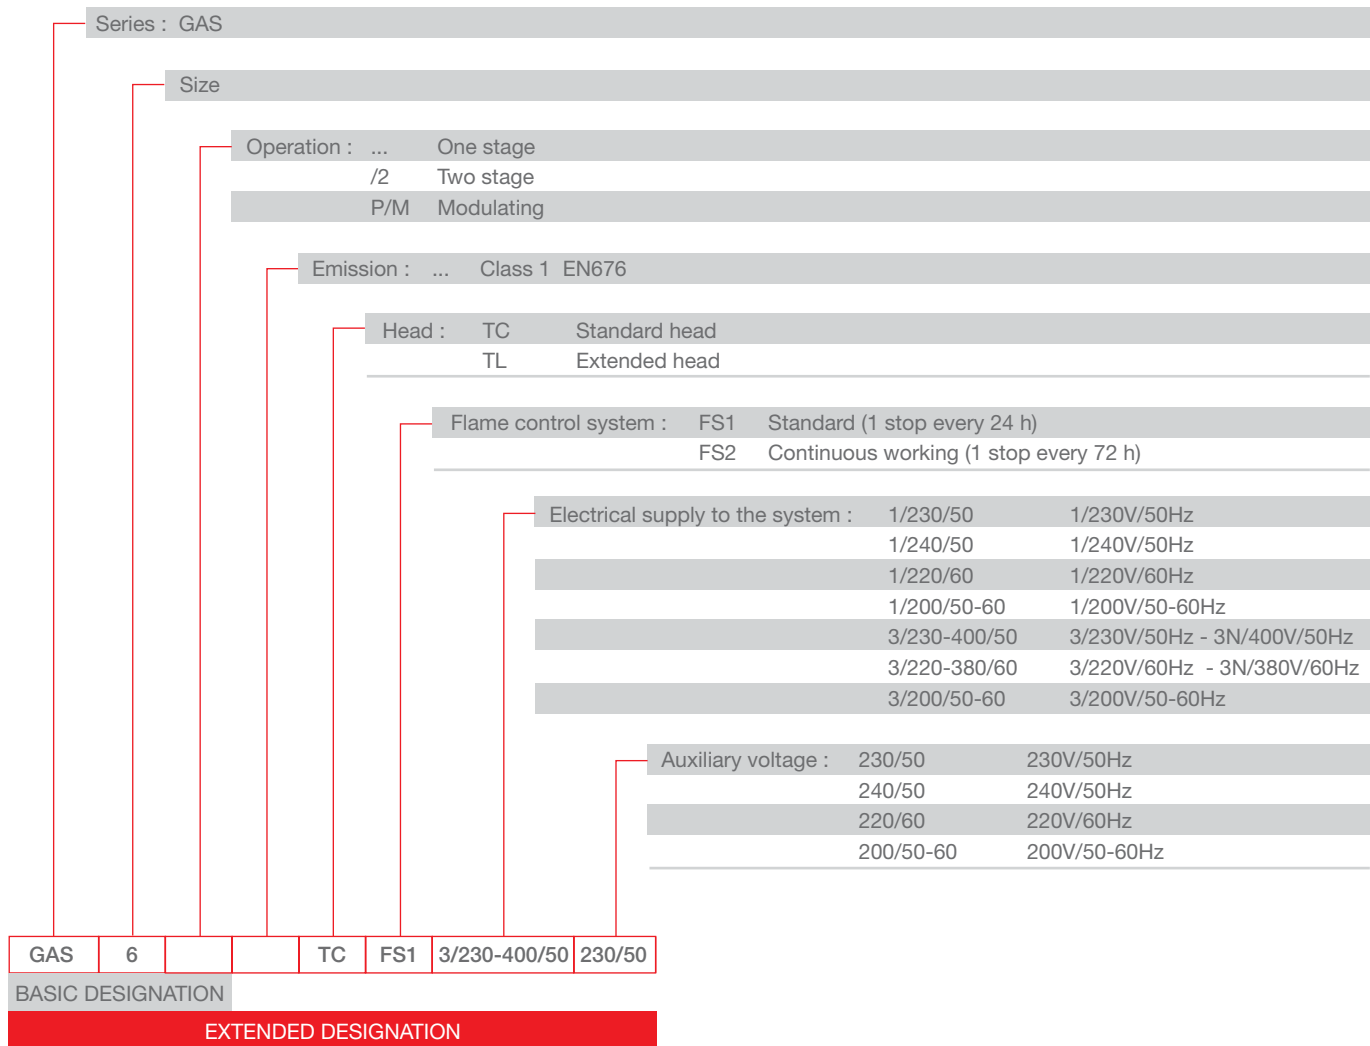 Series : GAS
Size
Operation : ... One stage
/2 Two stage
P/M Modulating
Emission : ... Class 1 EN676
Head : TC Standard head
TL Extended head
Flame control system : FS1 Standard (1 stop every 24 h)
FS2 Continuous working (1 stop every 72 h)
Electrical supply to the system : 1/230/50 1/230V/50Hz
1/240/50 1/240V/50Hz
1/220/60 1/220V/60Hz
1/200/50-60 1/200V/50-60Hz
3/230-400/50 3/230V/50Hz - 3N/400V/50Hz
3/220-380/60 3/220V/60Hz - 3N/380V/60Hz
3/200/50-60 3/200V/50-60Hz
Auxiliary voltage : 230/50 230V/50Hz
240/50 240V/50Hz
220/60 220V/60Hz
200/50-60 200V/50-60Hz
GAS 6 TC FS1 3/230-400/50 230/50
BASIC DESIGNATION
EXTENDED DESIGNATION